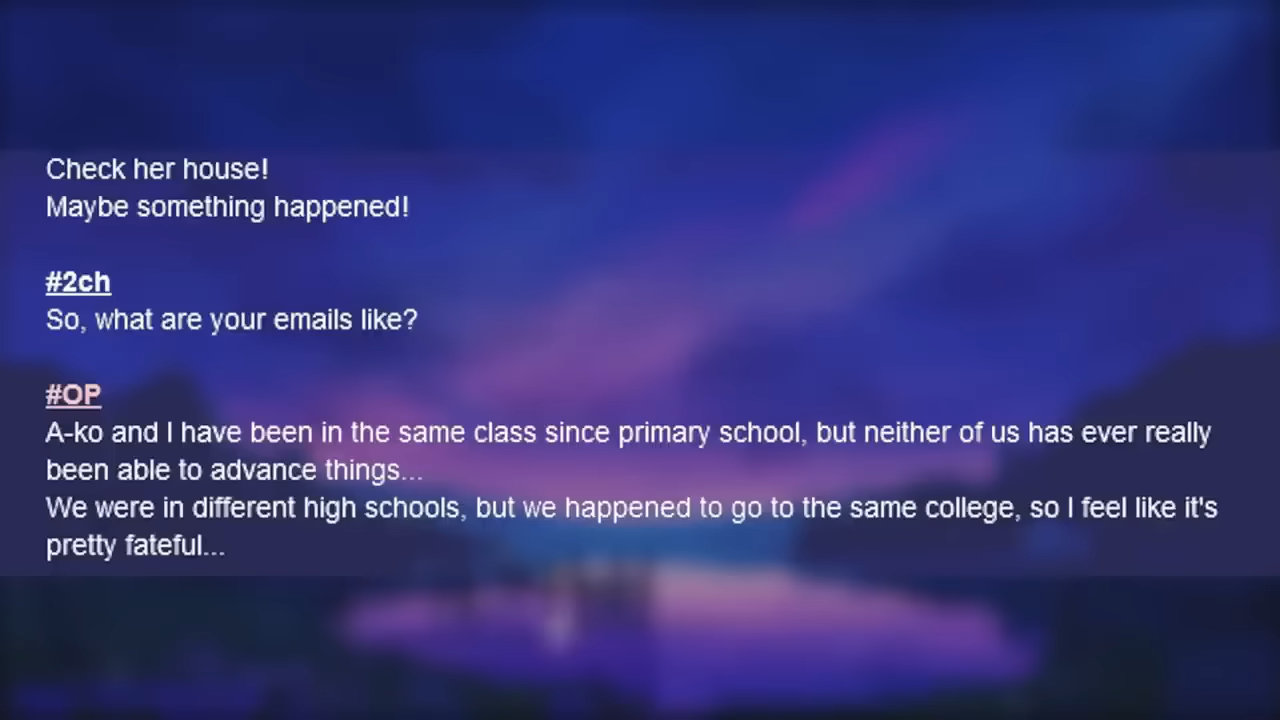 Check her house!
Maybe something happened!
#2ch
So, what are your emails like?
#OP
A-ko and I have been in the same class since primary school, but neither of us has ever really
been able to advance things...
We were in different high schools, but we happened to go to the same college, so I feel like it's
pretty fateful...